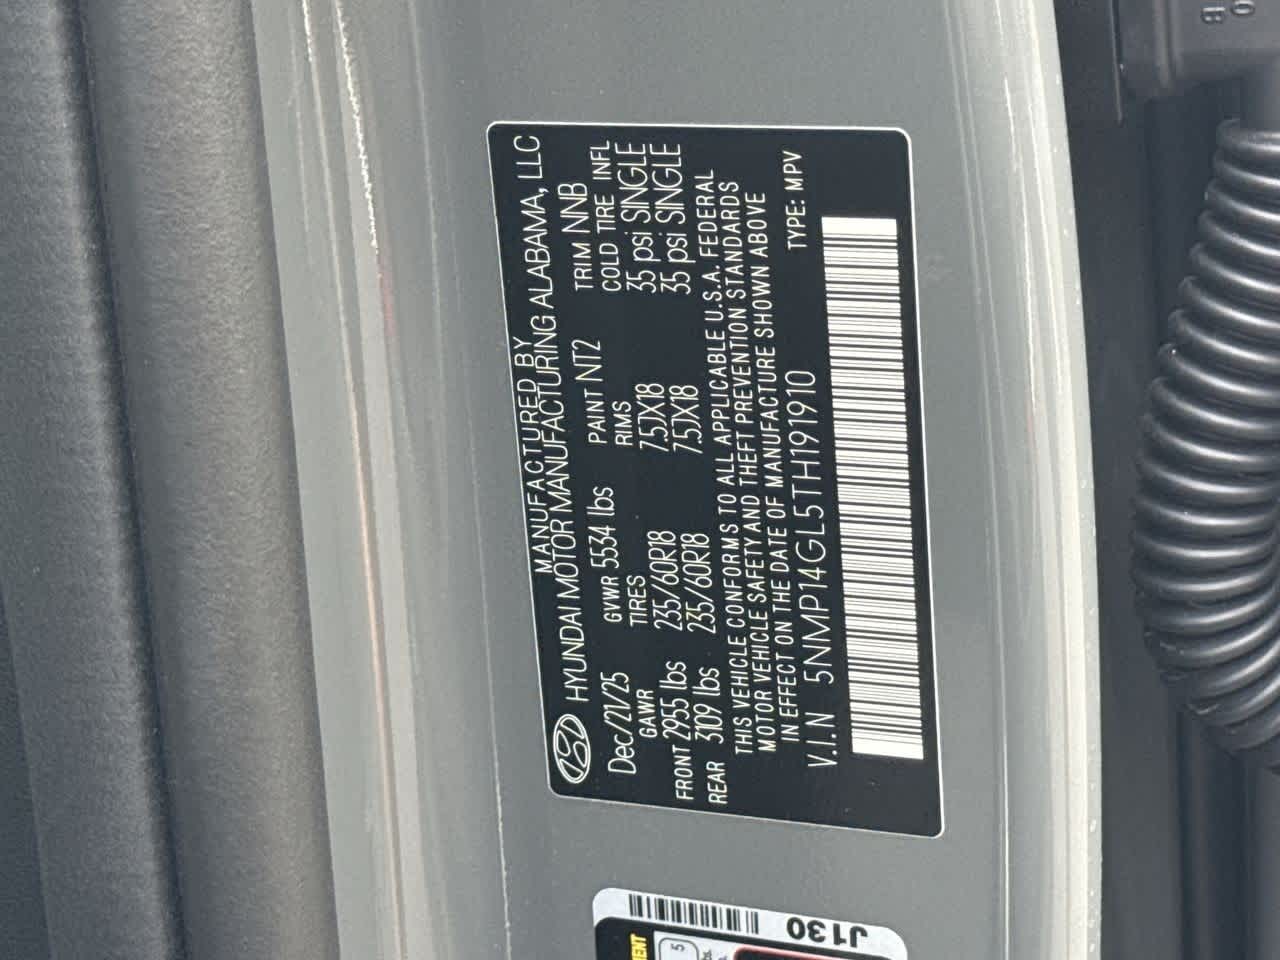 MANUFACTURED BY
HYUNDAI MOTOR MANUFACTURING ALABAMA, LLC
Dec/21/25 GVWR 5534 lbs PAINT NT2 TRIM NNB
GAWR TIRES RIMS COLD TIRE INFL
FRONT 2955 lbs 235/60R18 7.5JX18 35 psi SINGLE
REAR 3109 lbs 235/60R18 7.5JX18 35 psi SINGLE
THIS VEHICLE CONFORMS TO ALL APPLICABLE U.S.A. FEDERAL
MOTOR VEHICLE SAFETY AND THEFT PREVENTION STANDARDS
IN EFFECT ON THE DATE OF MANUFACTURE SHOWN ABOVE
V.I.N 5NMP14GL5TH191910 TYPE: MPV
J130
5